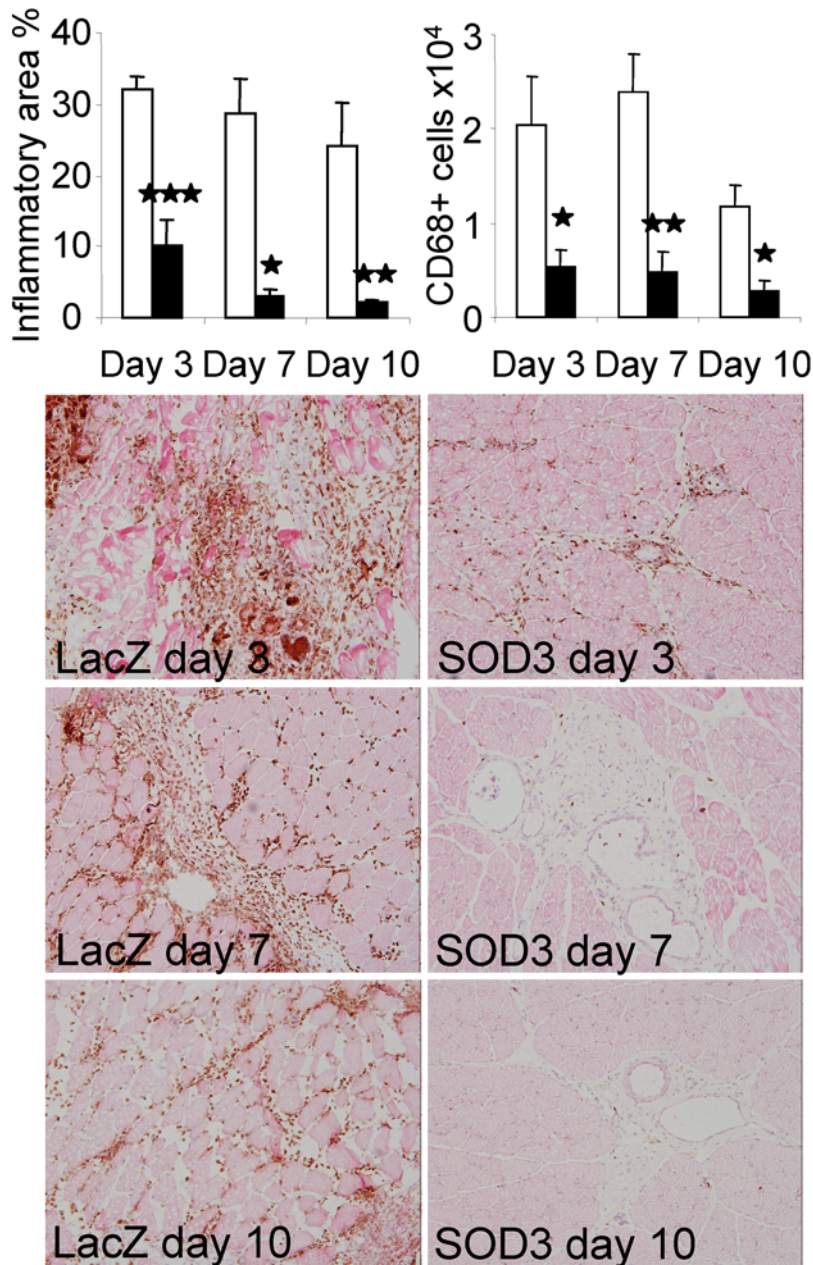 Inflammatory area %
40
30
20
10
0
★★★
★
★★
Day 3 Day 7 Day 10
CD68+ cells x10⁴
3
2
1
0
★
★★
★
Day 3 Day 7 Day 10
LacZ day 3
SOD3 day 3
LacZ day 7
SOD3 day 7
LacZ day 10
SOD3 day 10